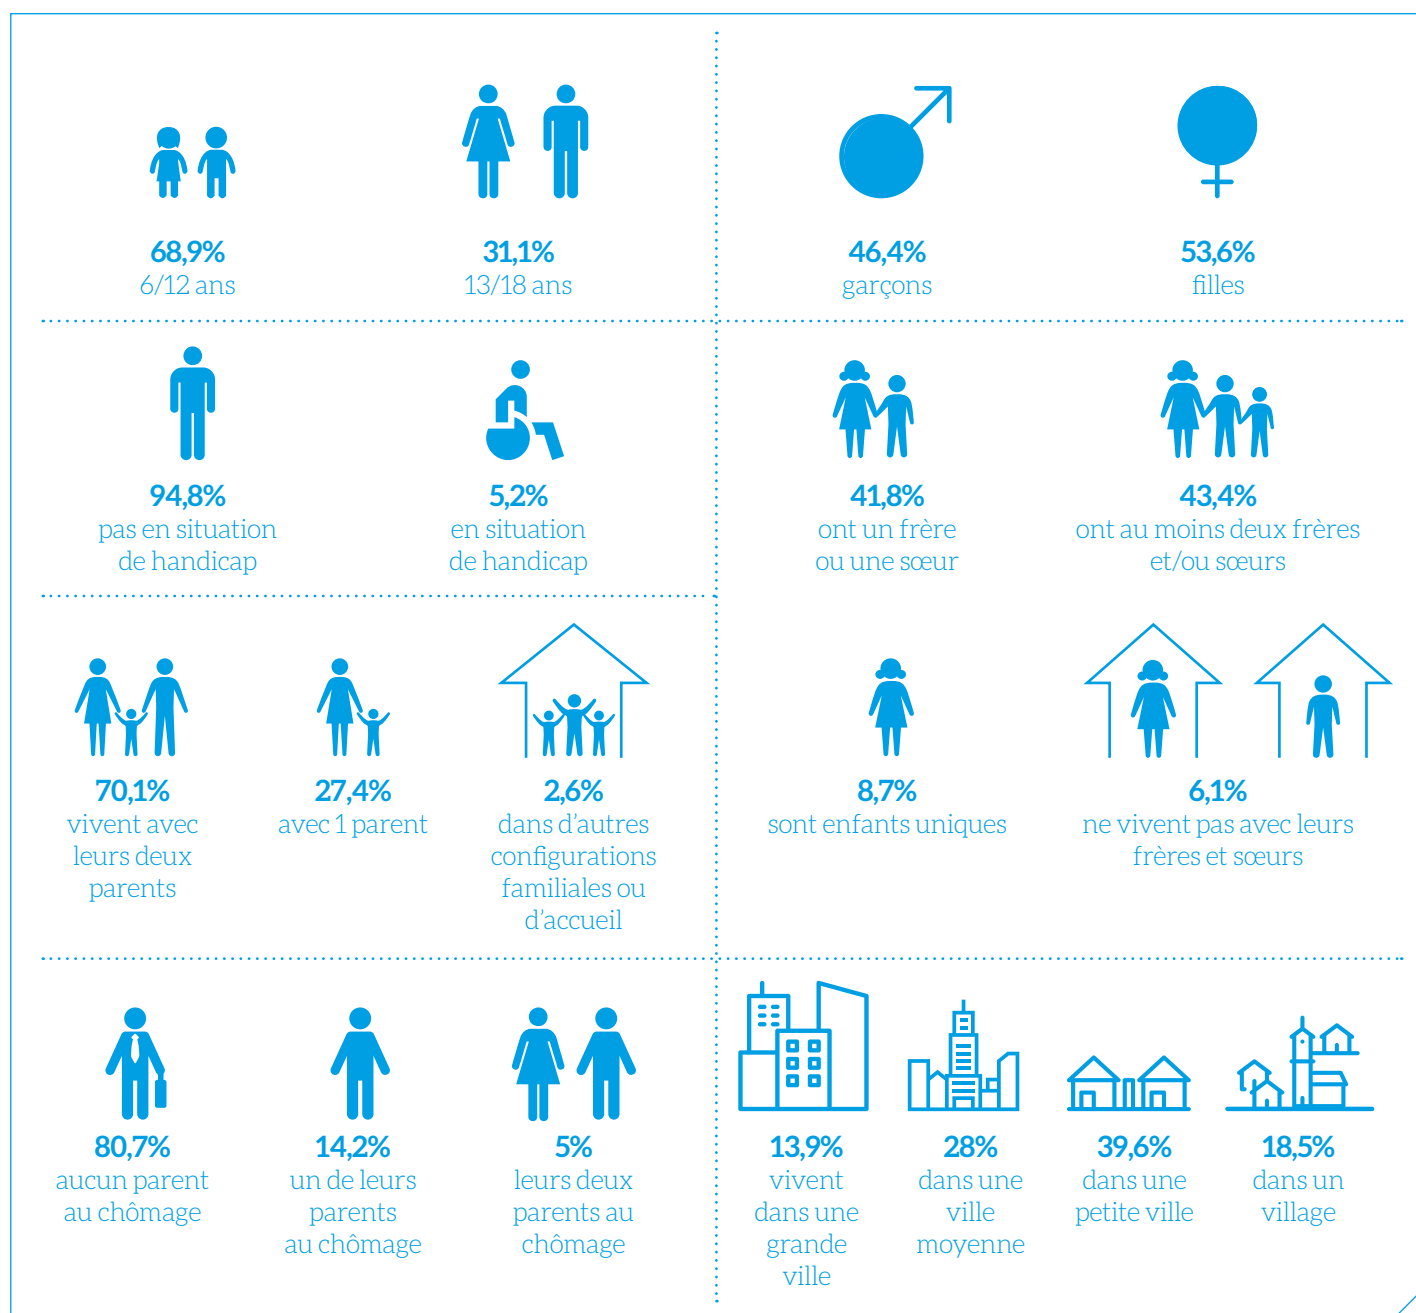 68,9%
6/12 ans
31,1%
13/18 ans
46,4%
garçons
53,6%
filles
94,8%
pas en situation
de handicap
5,2%
en situation
de handicap
41,8%
ont un frère
ou une sœur
43,4%
ont au moins deux frères
et/ou sœurs
70,1%
vivent avec
leurs deux
parents
27,4%
avec 1 parent
2,6%
dans d’autres
configurations
familiales ou
d’accueil
8,7%
sont enfants uniques
6,1%
ne vivent pas avec leurs
frères et sœurs
80,7%
aucun parent
au chômage
14,2%
un de leurs
parents
au chômage
5%
leurs deux
parents au
chômage
13,9%
vivent
dans une
grande
ville
28%
dans une
ville
moyenne
39,6%
dans une
petite ville
18,5%
dans un
village